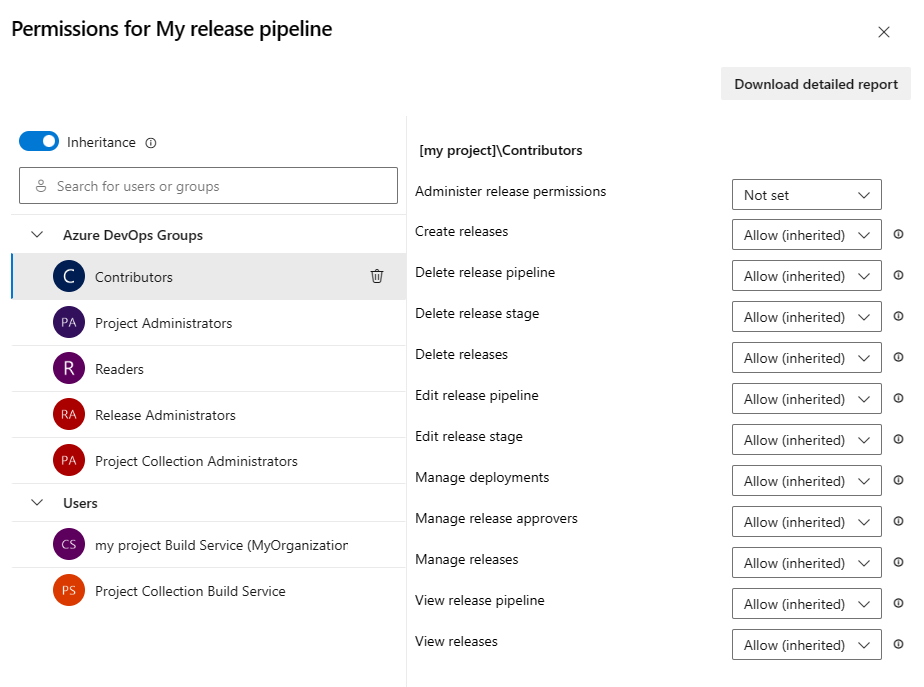 Permissions for My release pipeline
Download detailed report
Inheritance
Search for users or groups
Azure DevOps Groups
C Contributors
PA Project Administrators
R Readers
RA Release Administrators
PA Project Collection Administrators
Users
CS my project Build Service (MyOrganization
PS Project Collection Build Service
[my project]\Contributors
Administer release permissions Not set
Create releases Allow (inherited)
Delete release pipeline Allow (inherited)
Delete release stage Allow (inherited)
Delete releases Allow (inherited)
Edit release pipeline Allow (inherited)
Edit release stage Allow (inherited)
Manage deployments Allow (inherited)
Manage release approvers Allow (inherited)
Manage releases Allow (inherited)
View release pipeline Allow (inherited)
View releases Allow (inherited)